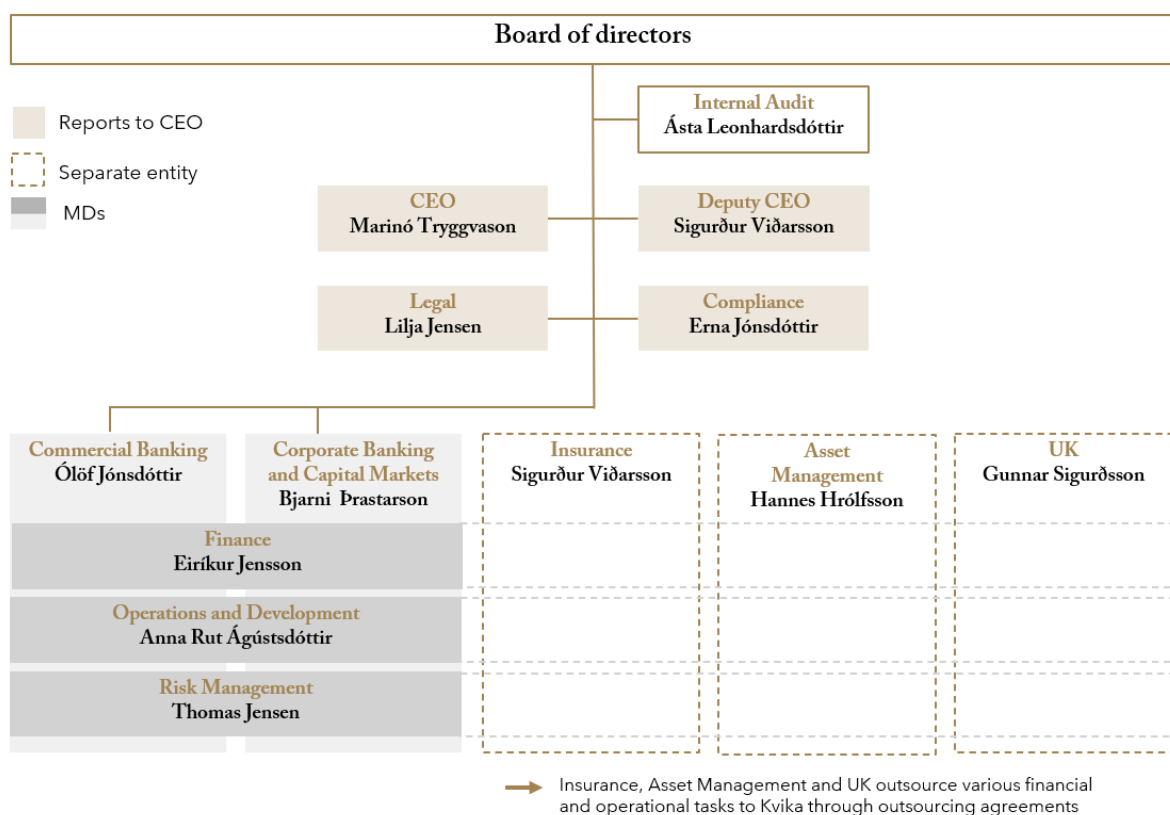 Board of directors
Internal Audit
Ásta Leonhardsdóttir
Reports to CEO
Separate entity
MDs
CEO
Marinó Tryggvason
Deputy CEO
Sigurður Viðarsson
Legal
Lilja Jensen
Compliance
Erna Jónsdóttir
Commercial Banking
Ólöf Jónsdóttir
Corporate Banking
and Capital Markets
Bjarni Þrastarson
Insurance
Sigurður Viðarsson
Asset
Management
Hannes Hrólfsson
UK
Gunnar Sigurðsson
Finance
Eiríkur Jensson
Operations and Development
Anna Rut Ágústsdóttir
Risk Management
Thomas Jensen
Insurance, Asset Management and UK outsource various financial
and operational tasks to Kvika through outsourcing agreements